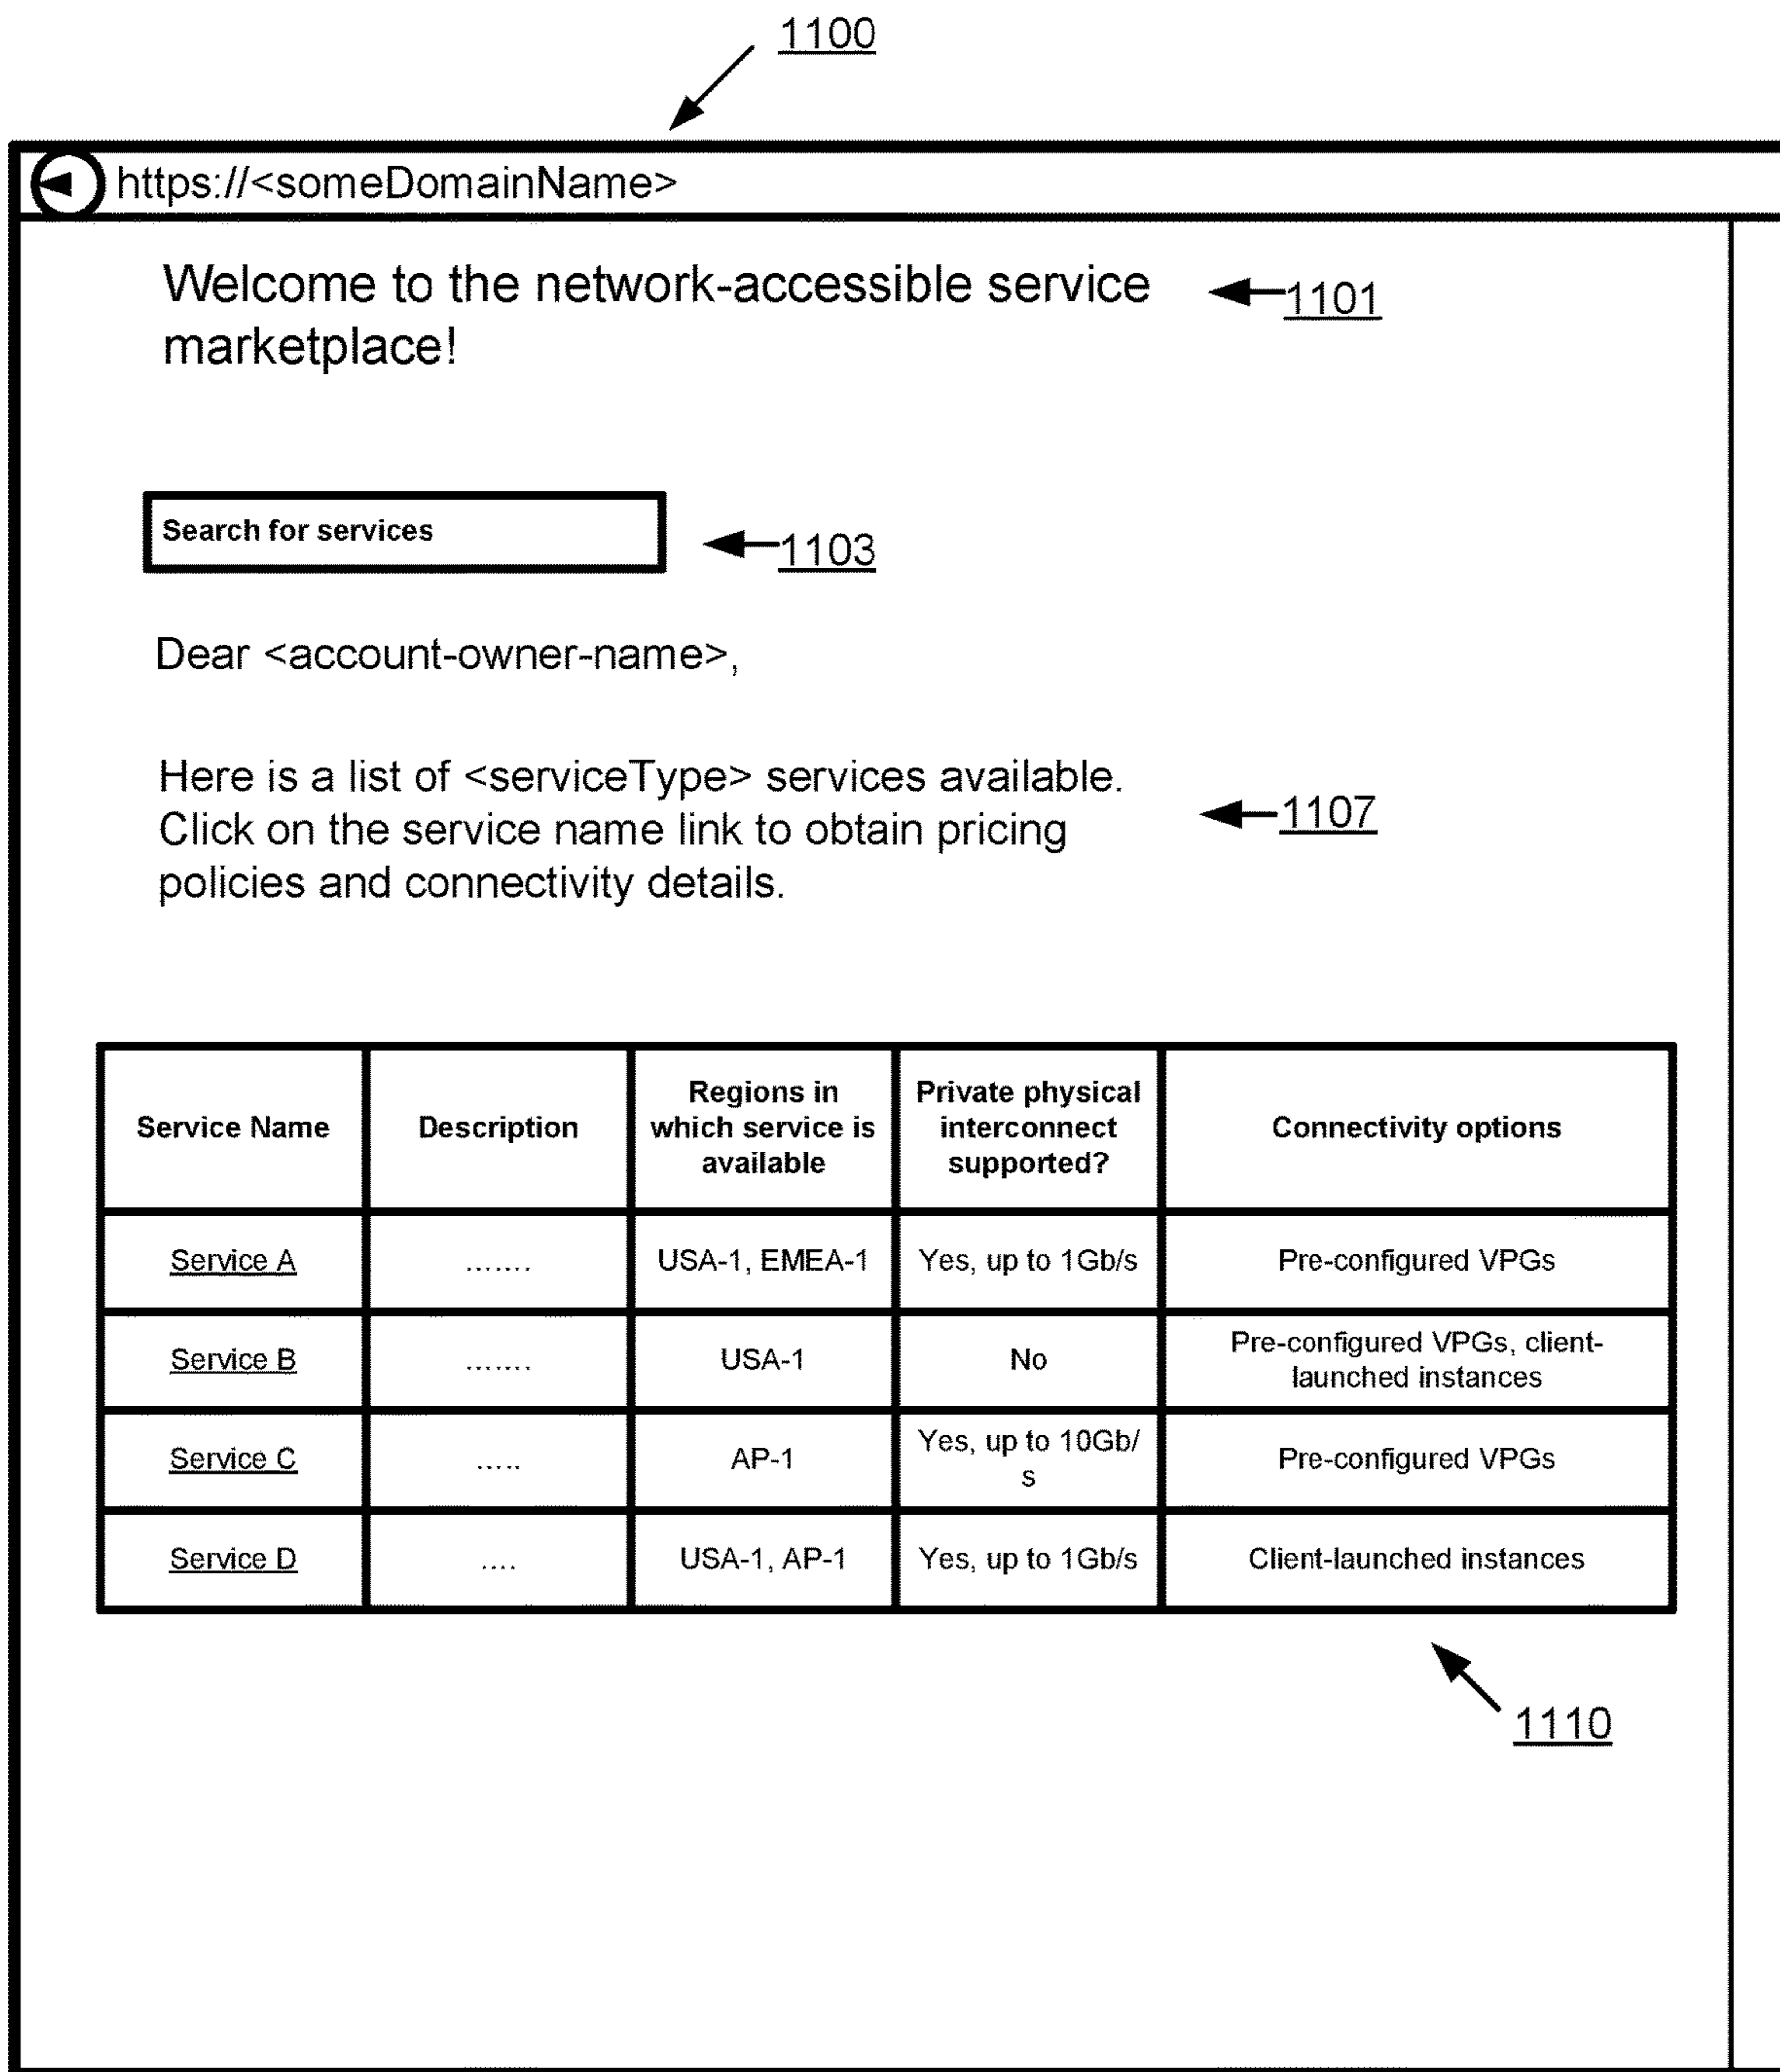 1100
https://<someDomainName>
Welcome to the network-accessible service
marketplace!
1101
Search for services
1103
Dear <account-owner-name>,
Here is a list of <serviceType> services available.
Click on the service name link to obtain pricing
policies and connectivity details.
1107
Service Name
Description
Regions in
which service is
available
Private physical
interconnect
supported?
Connectivity options
Service A
.......
USA-1, EMEA-1
Yes, up to 1Gb/s
Pre-configured VPGs
Service B
.......
USA-1
No
Pre-configured VPGs, client-
launched instances
Service C
.....
AP-1
Yes, up to 10Gb/
s
Pre-configured VPGs
Service D
....
USA-1, AP-1
Yes, up to 1Gb/s
Client-launched instances
1110